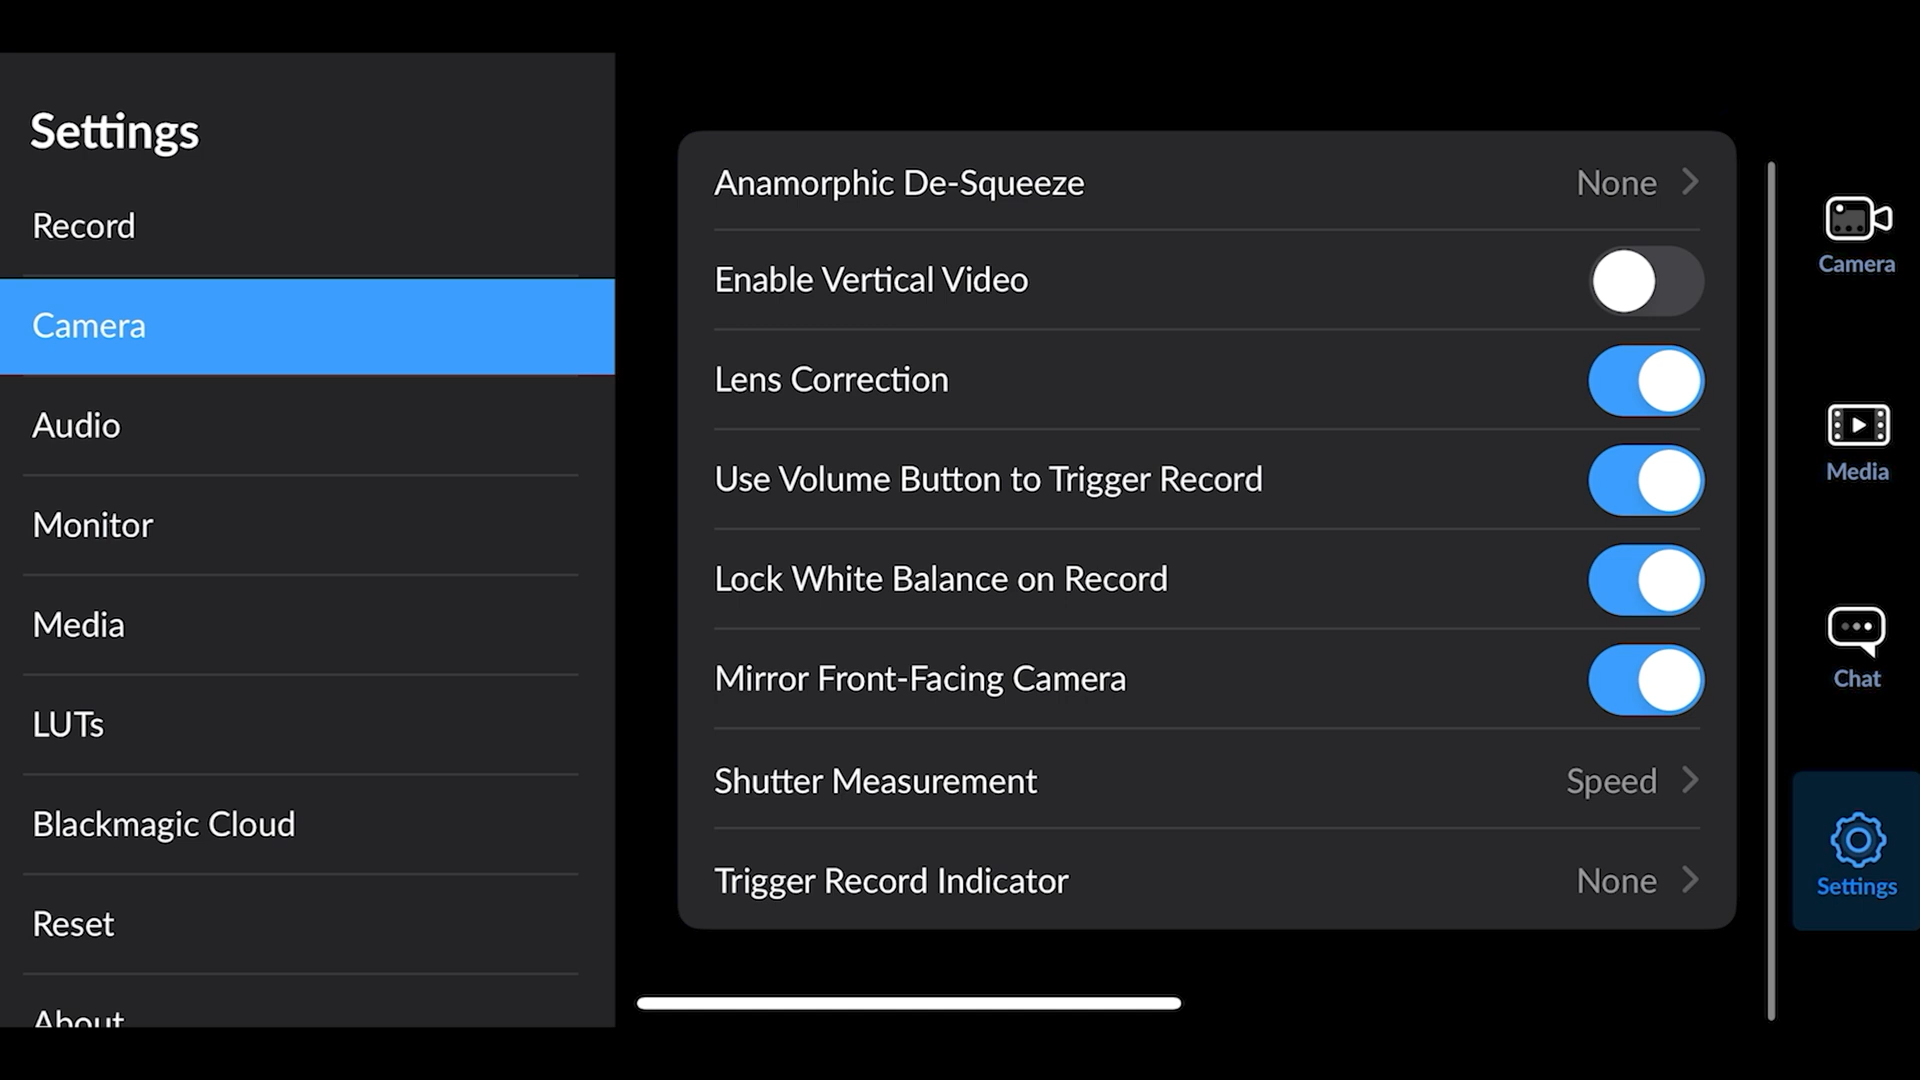 Settings
Record
Camera
Audio
Monitor
Media
LUTs
Blackmagic Cloud
Reset
About
Anamorphic De-Squeeze None
Enable Vertical Video
Lens Correction
Use Volume Button to Trigger Record
Lock White Balance on Record
Mirror Front-Facing Camera
Shutter Measurement Speed
Trigger Record Indicator None
Camera
Media
Chat
Settings